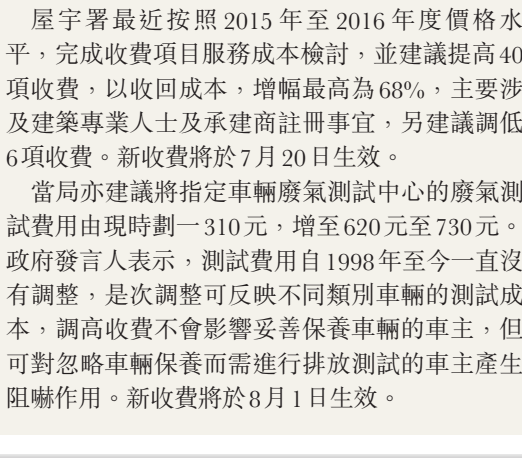 屋宇署最近按照2015年至2016年度價格水
平，完成收費項目服務成本檢討，並建議提高40
項收費，以收回成本，增幅最高為68%，主要涉
及建築專業人士及承建商註冊事宜，另建議調低
6項收費。新收費將於7月20日生效。
當局亦建議將指定車輛廢氣測試中心的廢氣測
試費用由現時劃一310元，增至620元至730元。
政府發言人表示，測試費用自1998年至今一直沒
有調整，是次調整可反映不同類別車輛的測試成
本，調高收費不會影響妥善保養車輛的車主，但
可對忽略車輛保養而需進行排放測試的車主產生
阻嚇作用。新收費將於8月1日生效。